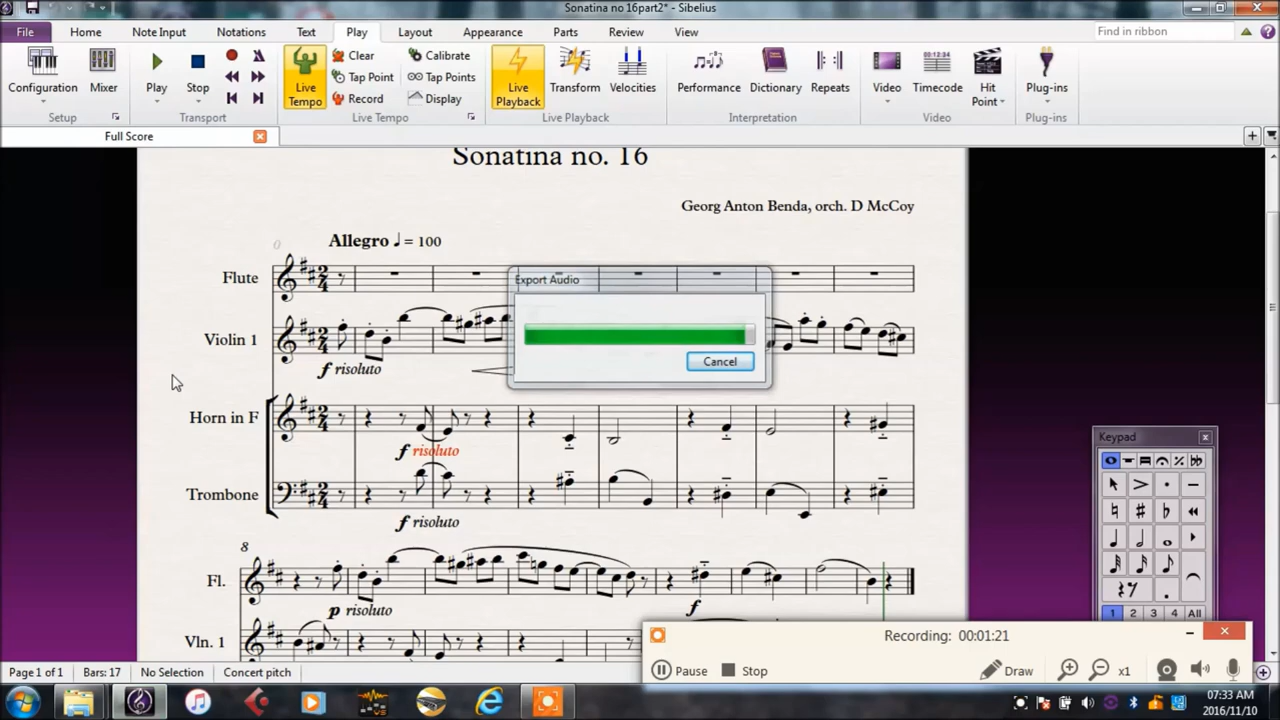 Sonatina no 16part2* - Sibelius
File Home Note Input Notations Text Play Layout Appearance Parts Review View Find in ribbon
Configuration Mixer Play Stop Live Tempo Clear Tap Point Record Calibrate Tap Points Display Live Playback Transform Velocities Performance Dictionary Repeats Video Timecode Hit Point Plug-ins
Setup Transport Live Tempo Live Playback Interpretation Video Plug-ins
Full Score
Sonatina no. 16
Georg Anton Benda, orch. D McCoy
0
Allegro ♩= 100
Export Audio
Cancel
Flute
Violin 1
f risoluto
Horn in F
f risoluto
Trombone
f risoluto
8
Fl.
p risoluto f
Vln. 1
Keypad
1 2 3 4 All
Recording: 00:01:21
Pause Stop Draw x1
Page 1 of 1 Bars: 17 No Selection Concert pitch
07:33 AM
2016/11/10